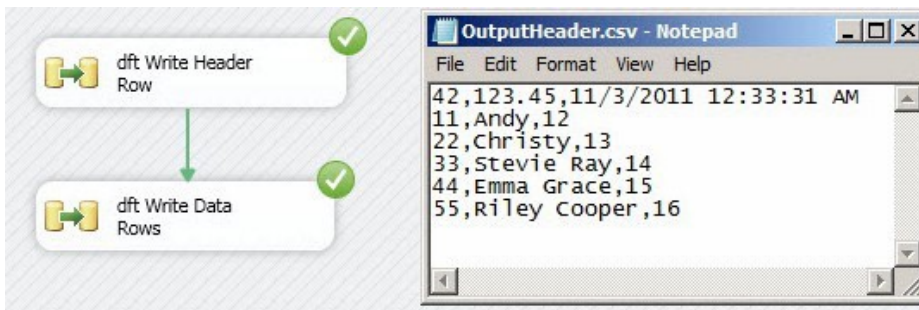 dft Write Header
Row
dft Write Data
Rows
OutputHeader.csv - Notepad
File Edit Format View Help
42,123.45,11/3/2011 12:33:31 AM
11,Andy,12
22,Christy,13
33,Stevie Ray,14
44,Emma Grace,15
55,Riley Cooper,16